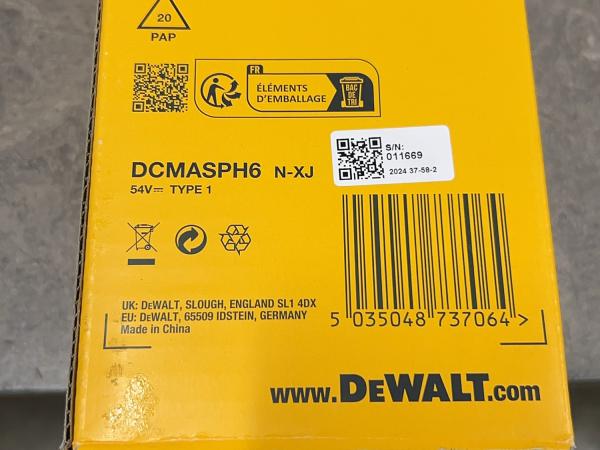 20
PAP
FR
ÉLÉMENTS
D'EMBALLAGE
BAC
DE
TRI
S/N:
011669
2024 37-58-2
DCMASPH6 N-XJ
54V⎓ TYPE 1
UK: DEWALT, SLOUGH, ENGLAND SL1 4DX
EU: DEWALT, 65509 IDSTEIN, GERMANY
Made in China
5 035048 737064 >
www.DEWALT.com